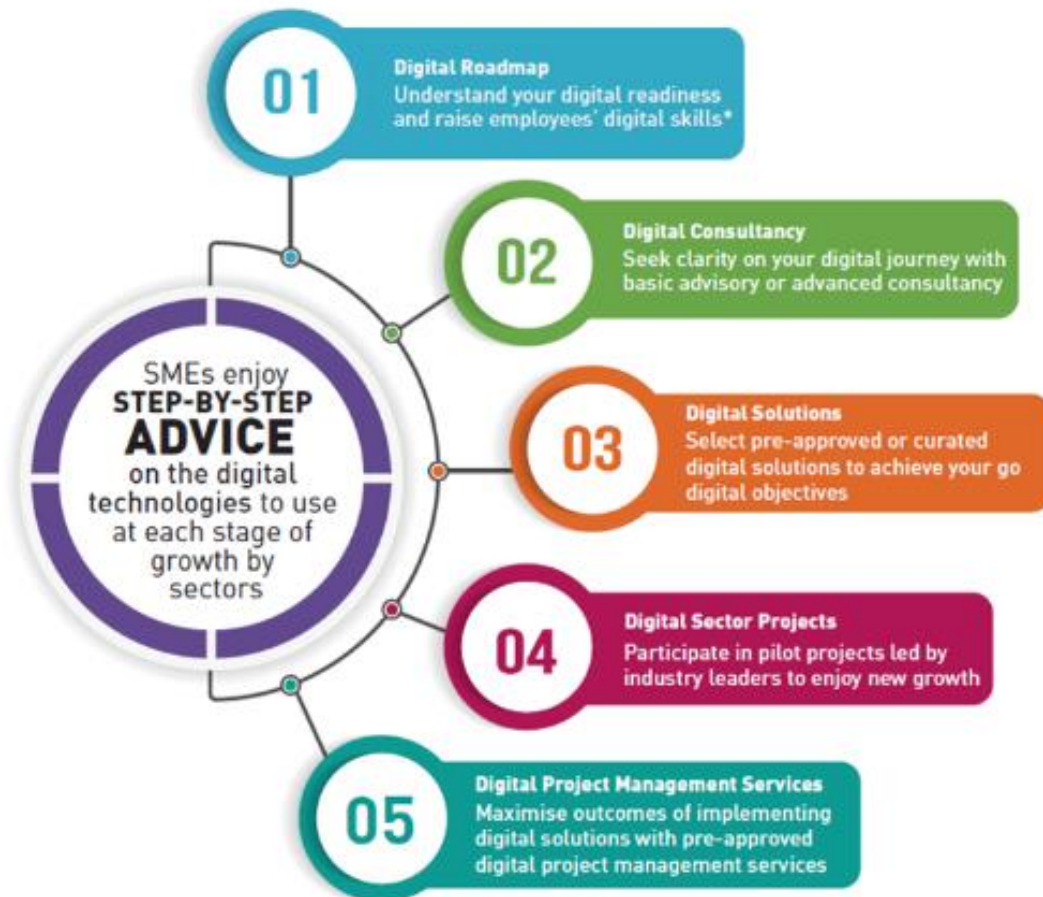 01
Digital Roadmap
Understand your digital readiness
and raise employees' digital skills*
02
Digital Consultancy
Seek clarity on your digital journey with
basic advisory or advanced consultancy
SMEs enjoy
STEP-BY-STEP
ADVICE
on the digital
technologies to use
at each stage of
growth by
sectors
03
Digital Solutions
Select pre-approved or curated
digital solutions to achieve your go
digital objectives
04
Digital Sector Projects
Participate in pilot projects led by
industry leaders to enjoy new growth
05
Digital Project Management Services
Maximise outcomes of implementing
digital solutions with pre-approved
digital project management services